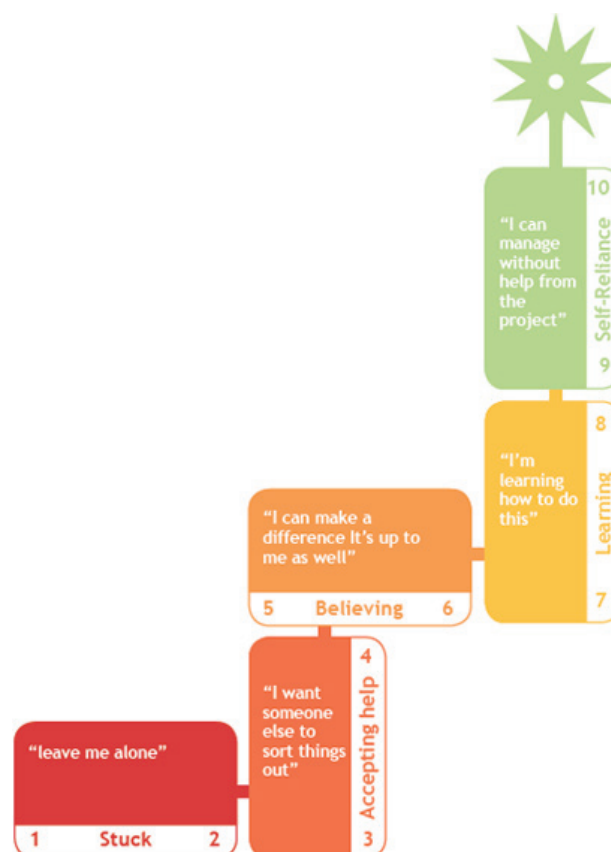 10
Self-Reliance
9
“I can
manage
without
help from
the
project”
8
Learning
7
“I’m
learning
how to do
this”
“I can make a
difference It’s up to
me as well”
5 Believing 6
4
Accepting help
3
“I want
someone
else to
sort things
out”
“leave me alone”
1 Stuck 2